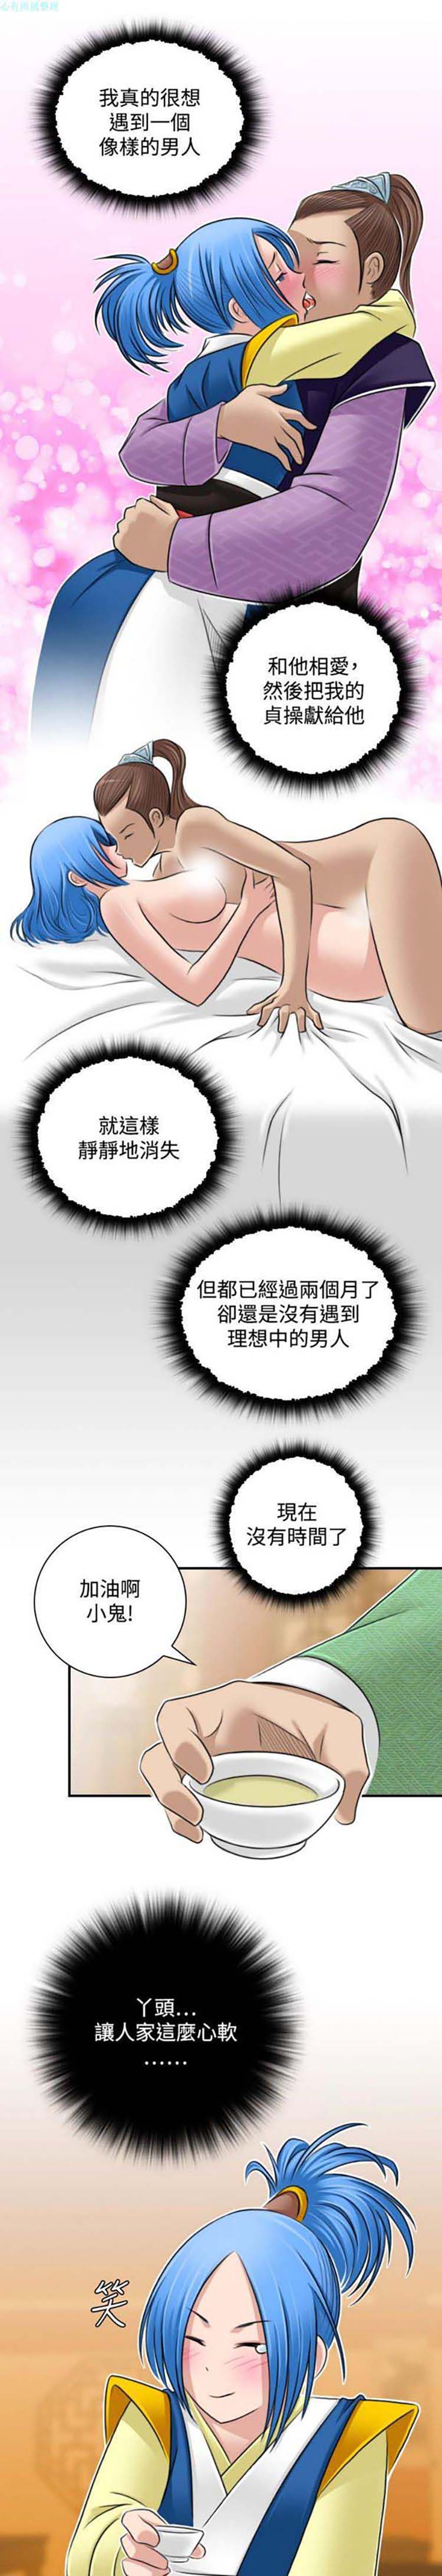 我真的很想
遇到一個
像樣的男人
和他相愛，
然後把我的
貞操獻給他
就這樣
靜靜地消失
但都已經過兩個月了
卻還是沒有遇到
理想中的男人
現在
沒有時間了
加油啊
小鬼!
丫頭...
讓人家這麼心軟
......
笑